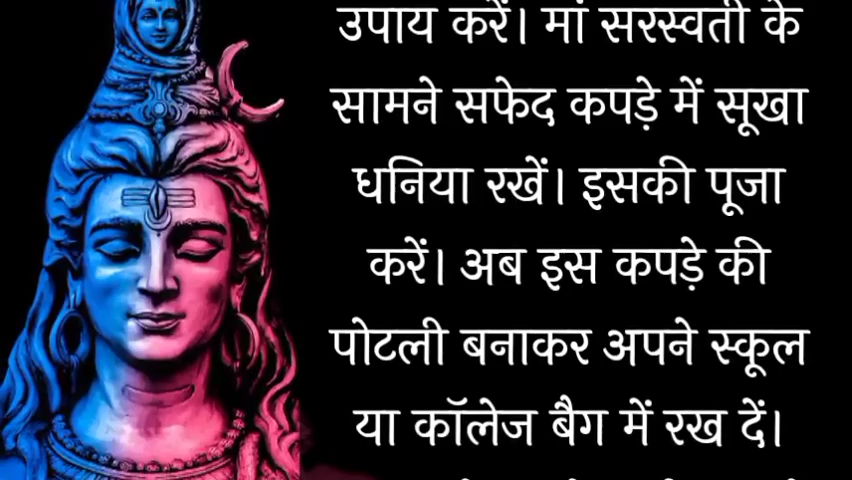 उपाय करें। मां सरस्वती के
सामने सफेद कपड़े में सूखा
धनिया रखें। इसकी पूजा
करें। अब इस कपड़े की
पोटली बनाकर अपने स्कूल
या कॉलेज बैग में रख दें।